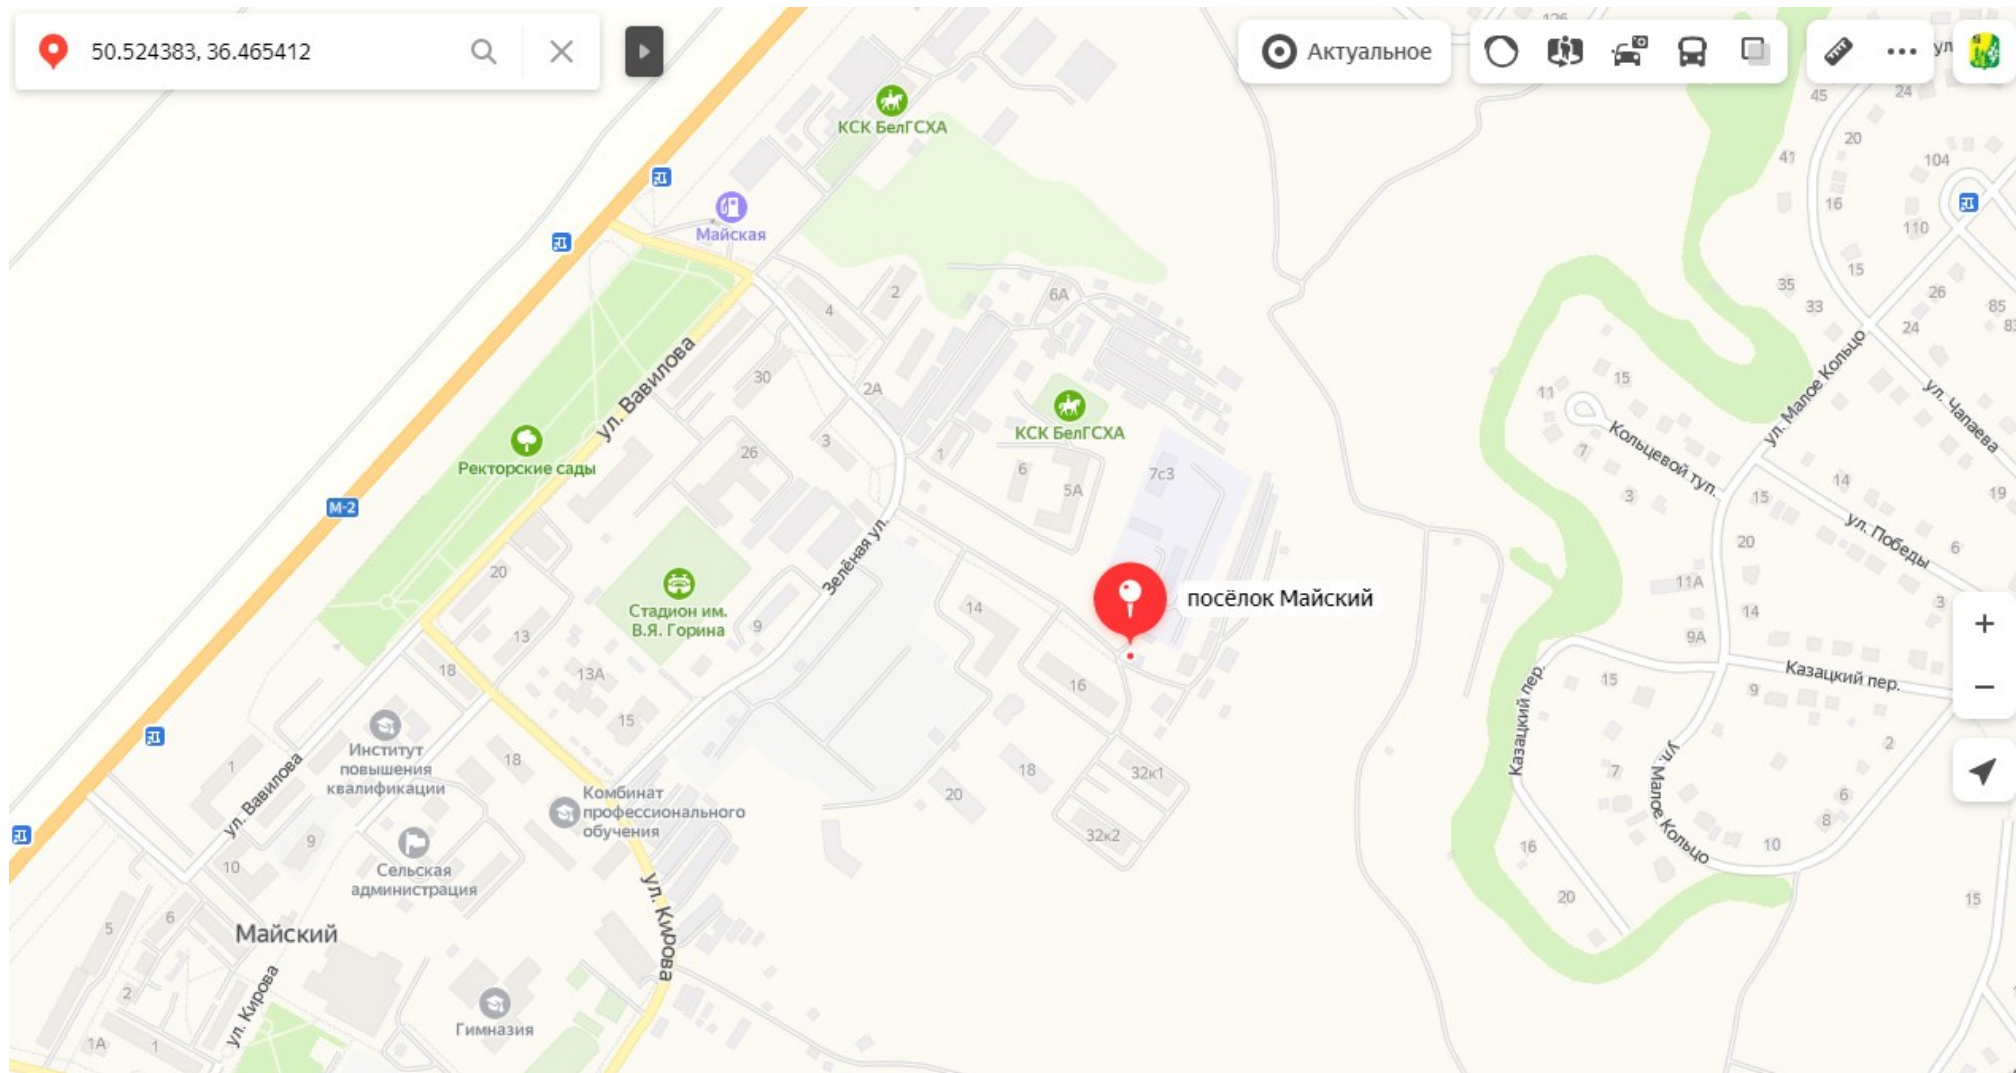 50.524383, 36.465412
Актуальное
126
ул
45
24
КСК БелГСХА
20
41
104
16
110
Майская
15
2
6А
35
33
26
85
4
24
30
2А
15
11
ул. Вавилова
ул. Малое Кольцо
ул. Чапаева
КСК БелГСХА
3
26
1
6
5А
7с3
Ректорские сады
7
Кольцевой туп.
3
15
14
19
М-2
Зелёная ул.
20
ул. Победы
6
20
11А
Стадион им.
В.Я. Горина
14
посёлок Майский
13
9
14
3
9А
18
13А
16
15
9
Казацкий пер.
Казацкий пер.
15
Институт
повышения
квалификации
1
18
18
32к1
7
2
ул. Малое Кольцо
ул. Вавилова
Комбинат
профессионального
обучения
20
6
8
9
32к2
16
10
10
Сельская
администрация
ул. Кирова
20
15
5
6
Майский
2
ул. Кирова
Гимназия
1А
1